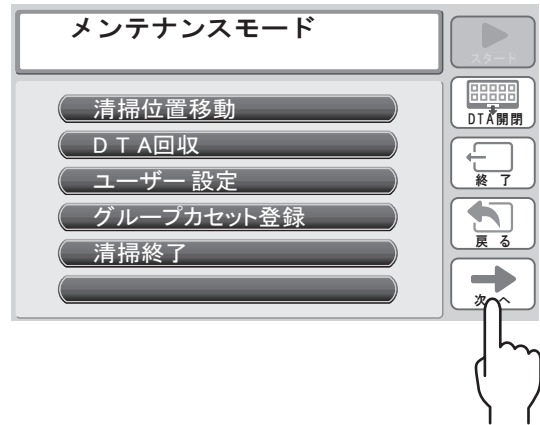 メンテナンスモード
スタート
DTA開閉
終 了
戻 る
次 へ
清掃位置移動
DTA回収
ユーザー設定
グループカセット登録
清掃終了